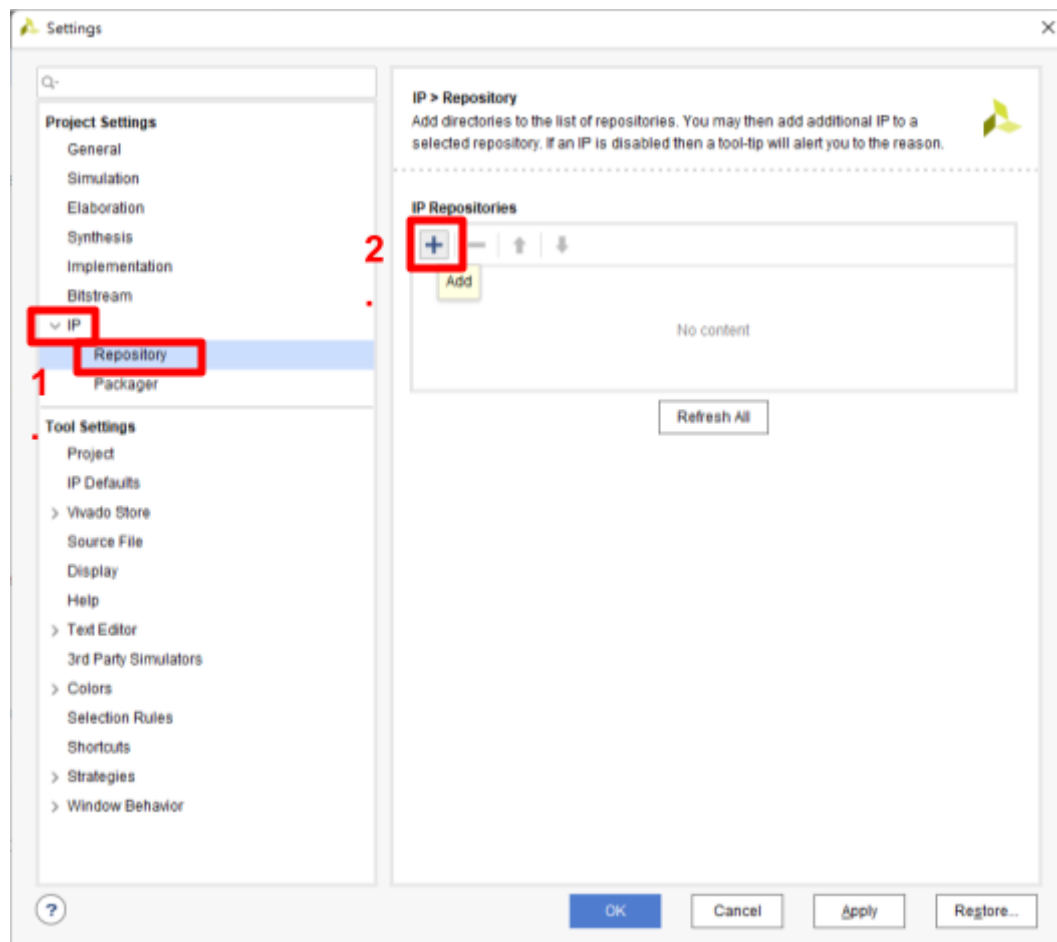 Settings
Q-
Project Settings
General
Simulation
Elaboration
Synthesis
Implementation
Bitstream
IP
Repository
Packager
1
.
Tool Settings
Project
IP Defaults
Vivado Store
Source File
Display
Help
Text Editor
3rd Party Simulators
Colors
Selection Rules
Shortcuts
Strategies
Window Behavior
IP > Repository
Add directories to the list of repositories. You may then add additional IP to a
selected repository. If an IP is disabled then a tool-tip will alert you to the reason.
IP Repositories
2
.
Add
No content
Refresh All
?
OK
Cancel
Apply
Restore...